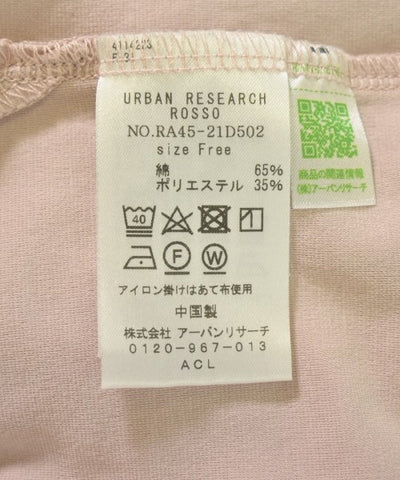 4114273
URBAN RESEARCH
ROSSO
NO.RA45-21D502
size Free
綿 65%
ポリエステル 35%
40
F
W
アイロン掛けはあて布使用
中国製
株式会社 アーバンリサーチ
0120-967-013
ACL
商品の関連情報
(株)アーバンリサーチ